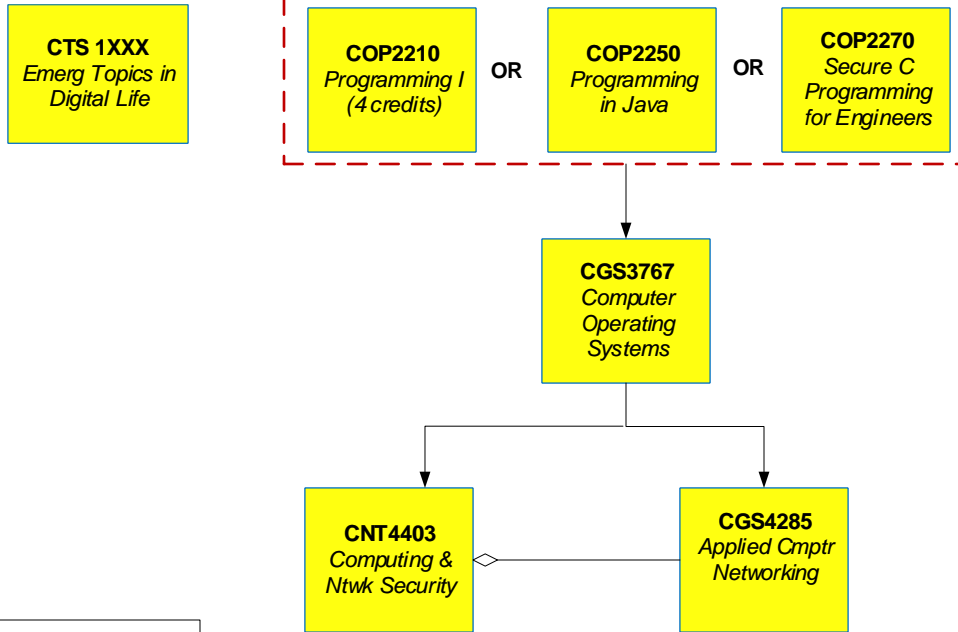 CTS 1XXX
Emerg Topics in
Digital Life
COP2210
Programming I
(4 credits)
OR
COP2250
Programming
in Java
OR
COP2270
Secure C
Programming
for Engineers
CGS3767
Computer
Operating
Systems
CNT4403
Computing &
Ntwk Security
CGS4285
Applied Cmptr
Networking